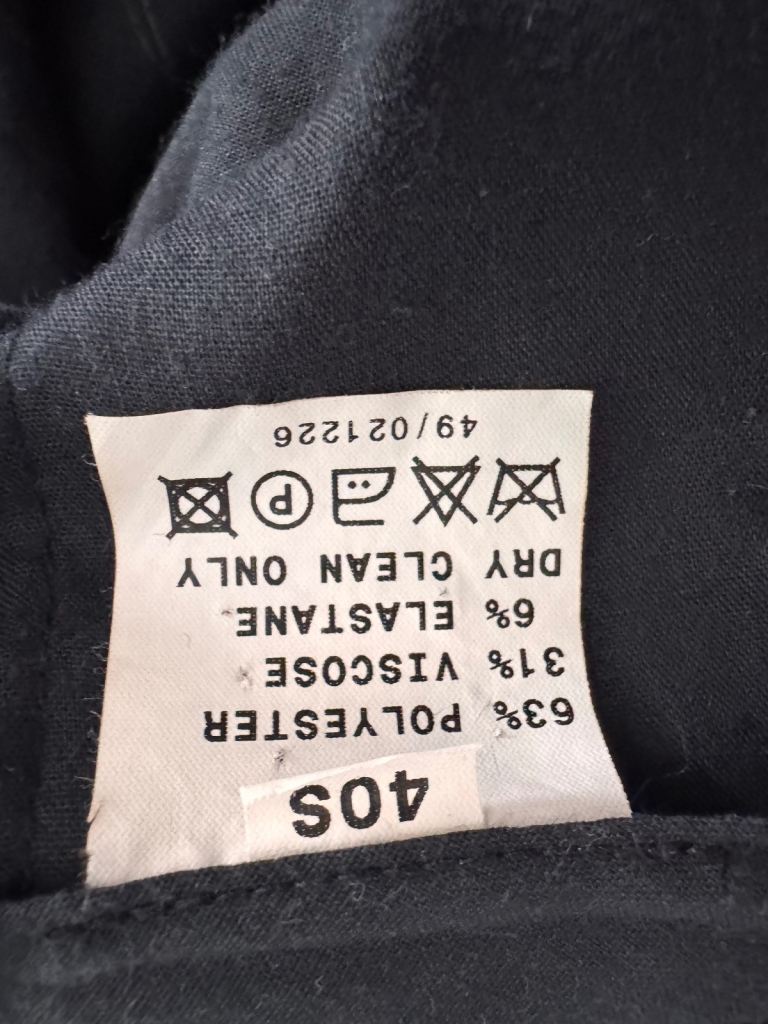 40S
63% POLYESTER
31% VISCOSE
6% ELASTANE
DRY CLEAN ONLY
P
49/021226